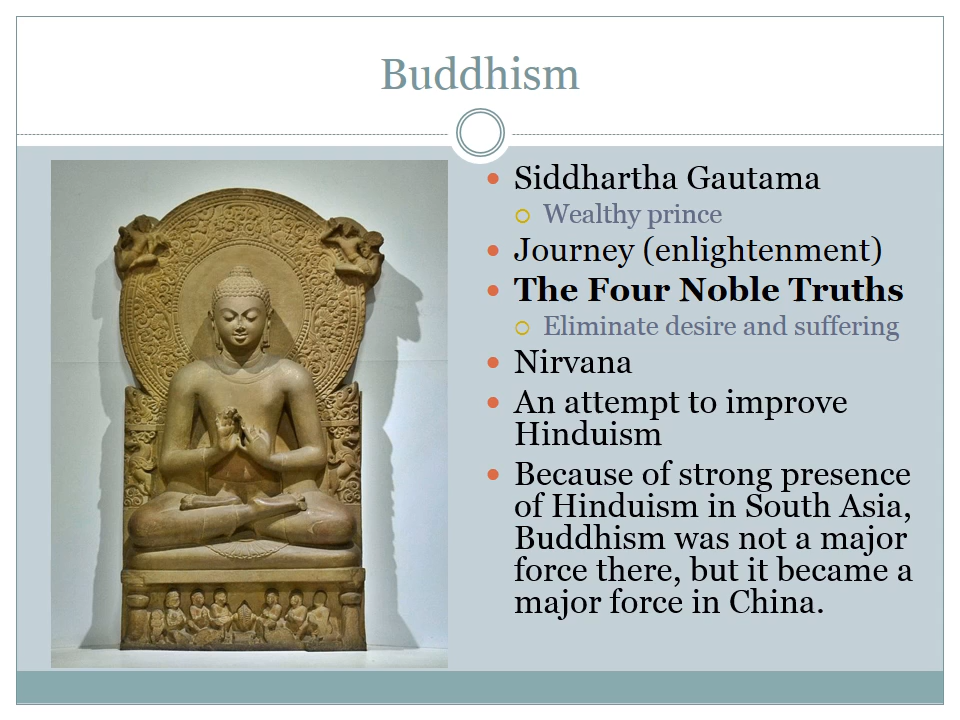 Buddhism
Siddhartha Gautama
Wealthy prince
Journey (enlightenment)
The Four Noble Truths
Eliminate desire and suffering
Nirvana
An attempt to improve
Hinduism
Because of strong presence
of Hinduism in South Asia,
Buddhism was not a major
force there, but it became a
major force in China.